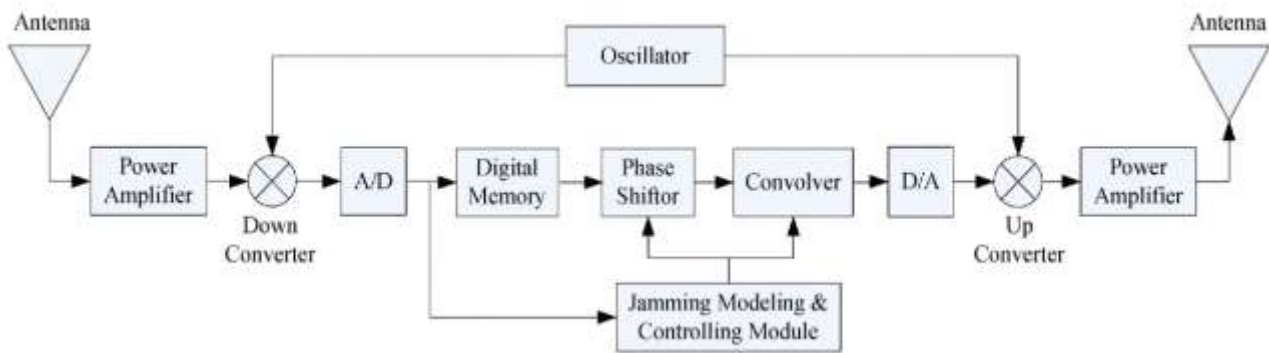 Antenna
Antenna
Oscillator
Power
Amplifier
A/D
Digital
Memory
Phase
Shiftor
Convolver
D/A
Power
Amplifier
Down
Converter
Up
Converter
Jamming Modeling &
Controlling Module